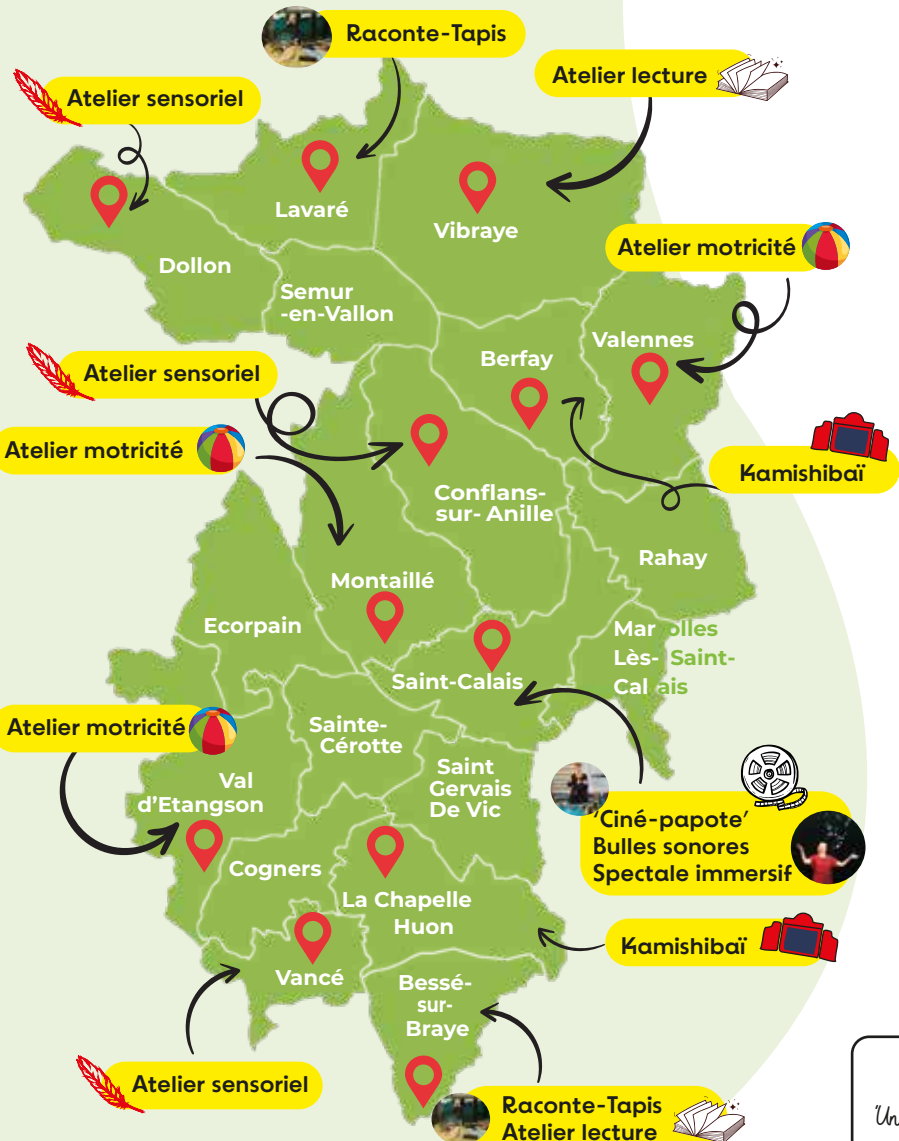 Raconte-Tapis
Atelier lecture
Atelier sensoriel
Lavaré
Vibraye
Atelier motricité
Dollon
Semur
-en-Vallon
Valennes
Berfay
Atelier sensoriel
Atelier motricité
Kamishibaï
Conflans-
sur- Anille
Rahay
Montaillé
Ecorpain
Marolles
Lès- Saint-
Calais
Saint-Calais
Atelier motricité
Sainte-
Cérotte
Saint
Gervais
De Vic
Val
d'Etangson
'Ciné-papote'
Bulles sonores
Spectale immersif
Cogners
La Chapelle
Huon
Kamishibaï
Vancé
Bessé-
sur-
Braye
Atelier sensoriel
Raconte-Tapis
Atelier lecture
'Un